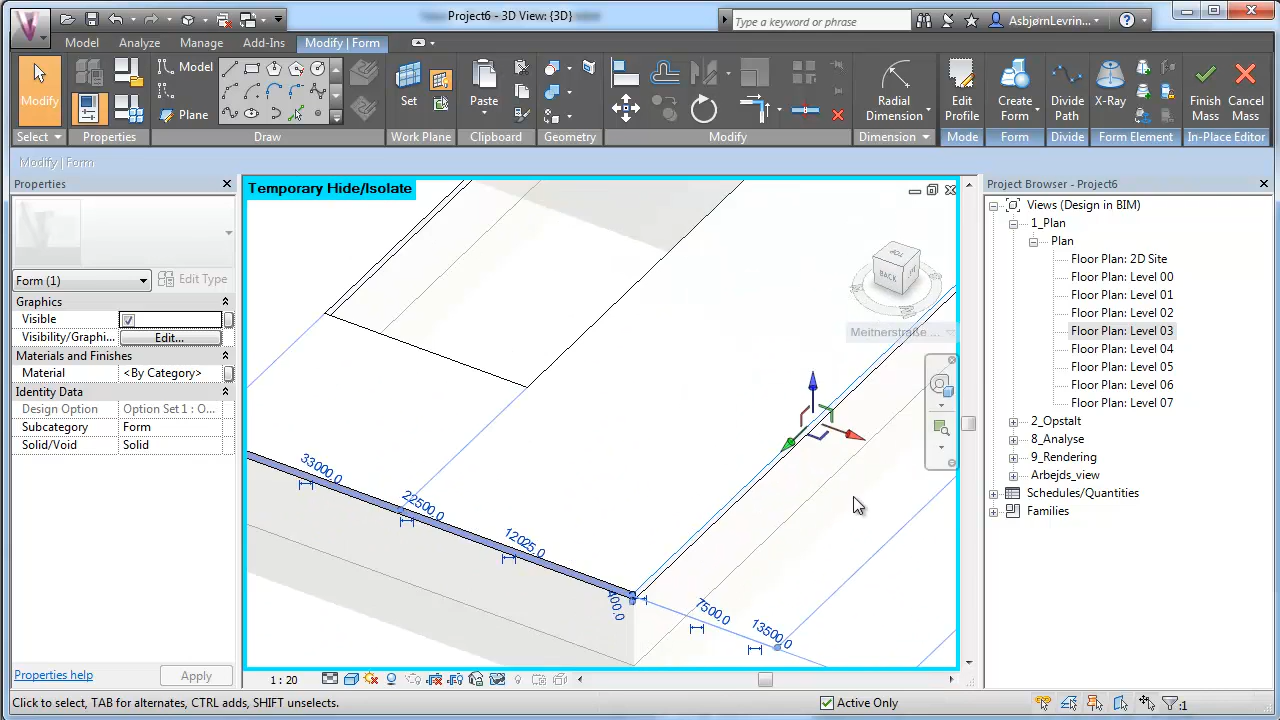 Project6 - 3D View: {3D}
Type a keyword or phrase
AsbjørnLevrin...
Home
Analyze
Manage
Add-Ins
Modify | Form
Model
Plane
Modify
Set
Paste
Radial Dimension
Edit Profile
Create Form
Divide Path
X-Ray
Finish Mass
Cancel Mass
Select
Properties
Draw
Work Plane
Clipboard
Geometry
Modify
Dimension
Mode
Form
Divide
Form Element
In-Place Editor
Modify | Form
Properties
Form (1)
Edit Type
Graphics
Visible
Visibility/Graphi...
Edit...
Materials and Finishes
Material
<By Category>
Identity Data
Design Option
Option Set 1 : O...
Subcategory
Form
Solid/Void
Solid
Properties help
Apply
Temporary Hide/Isolate
TOP
BACK
Meitnerstraße ...
33000.0
22500.0
12025.0
400.0
7500.0
13500.0
1 : 20
Project Browser - Project6
Views (Design in BIM)
1_Plan
Plan
Floor Plan: 2D Site
Floor Plan: Level 00
Floor Plan: Level 01
Floor Plan: Level 02
Floor Plan: Level 03
Floor Plan: Level 04
Floor Plan: Level 05
Floor Plan: Level 06
Floor Plan: Level 07
2_Opstalt
8_Analyse
9_Rendering
Arbejds_view
Schedules/Quantities
Families
Click to select, TAB for alternates, CTRL adds, SHIFT unselects.
Active Only
:1